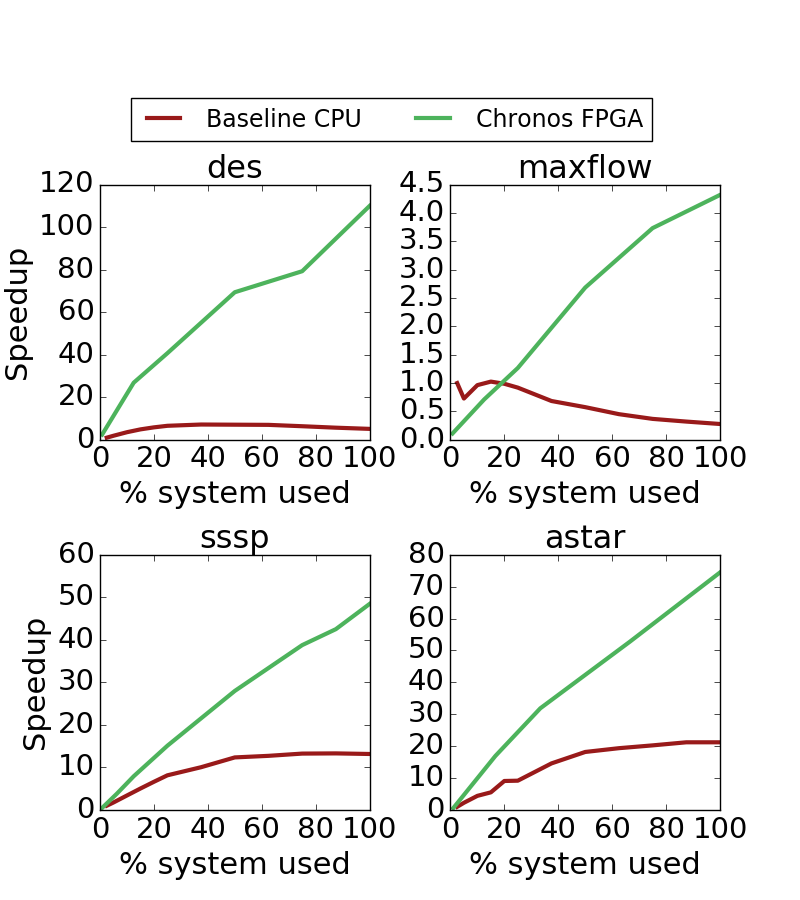 Baseline CPU Chronos FPGA
des maxflow
120 4.5
4.0
100 3.5
80 3.0
2.5
60 2.0
40 1.5
1.0
20 0.5
0 0.0
Speedup
0 20 40 60 80 100 0 20 40 60 80 100
% system used % system used
sssp astar
60 80
70
50 60
40 50
30 40
30
20 20
10 10
0 0
Speedup
0 20 40 60 80 100 0 20 40 60 80 100
% system used % system used